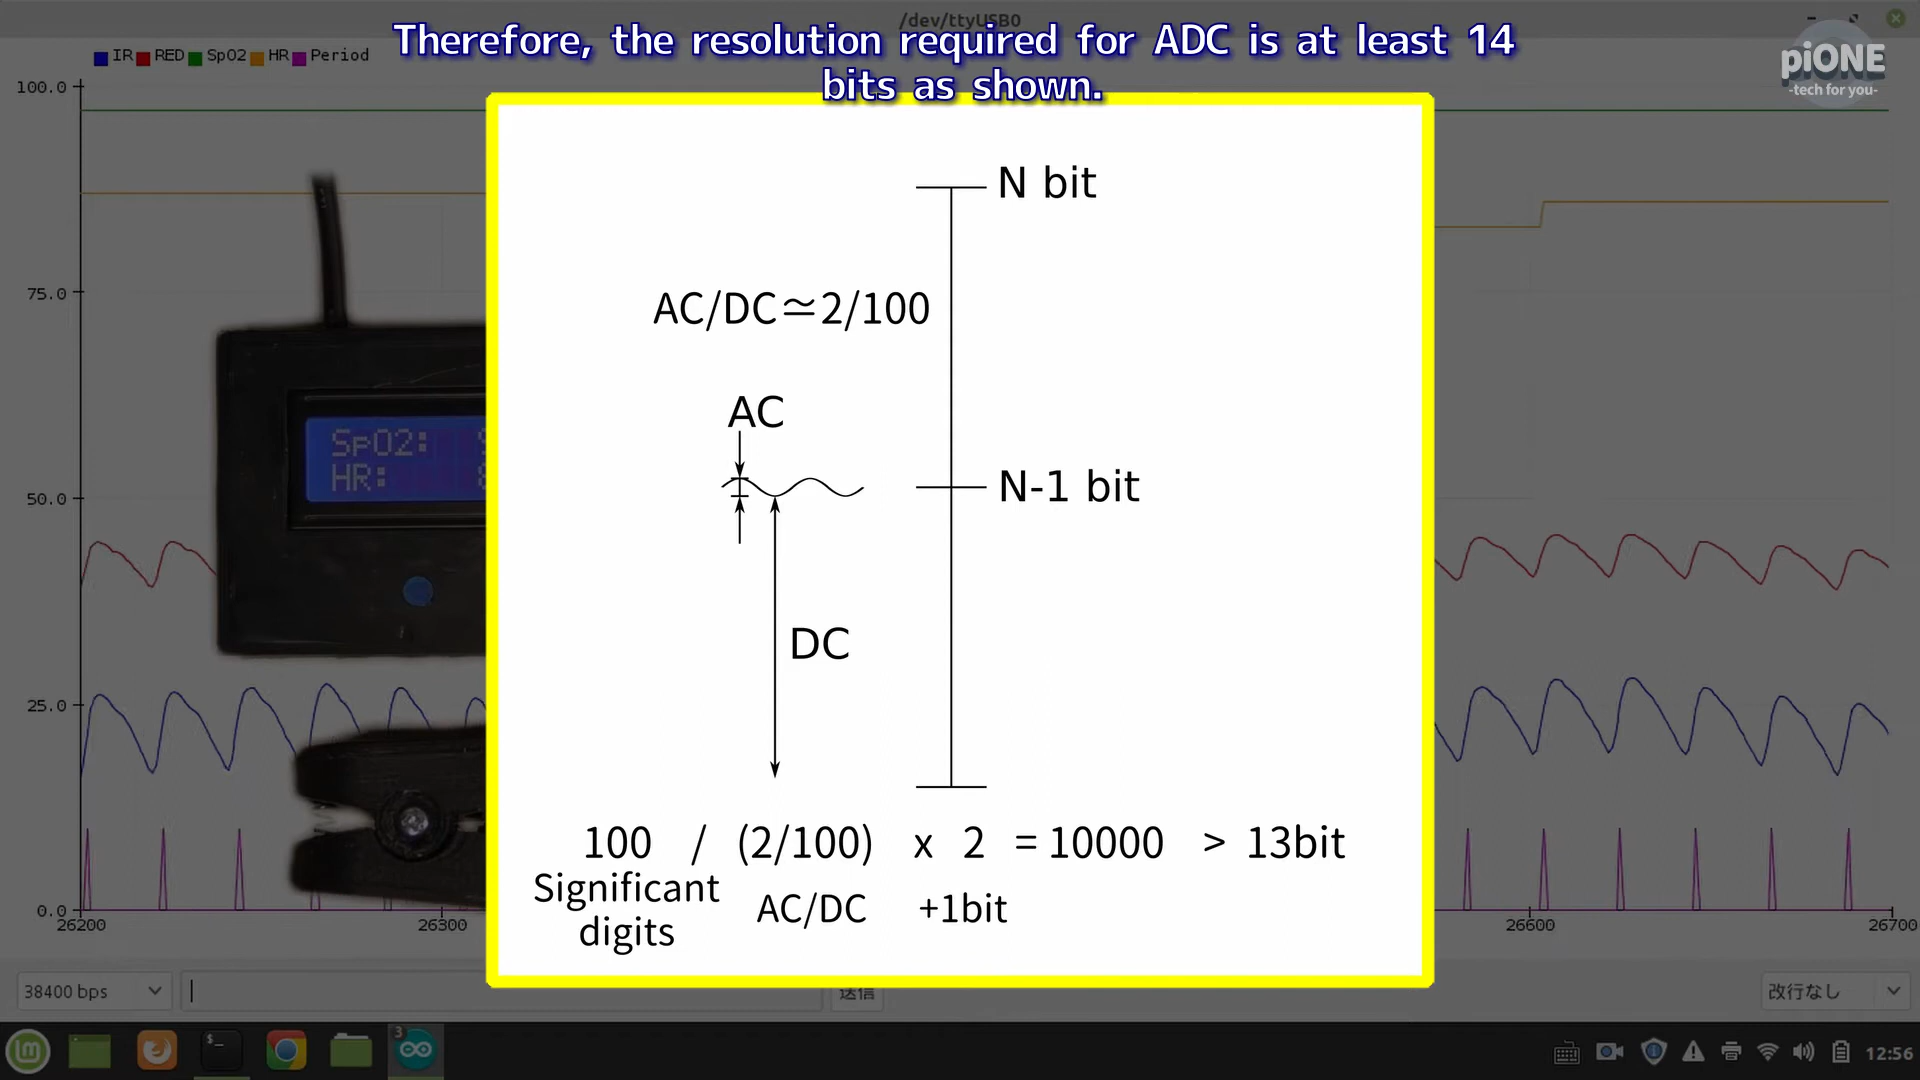 /dev/ttyUSB0
Therefore, the resolution required for ADC is at least 14
bits as shown.
piONE
-tech for you-
IR RED SpO2 HR Period
100.0
75.0
50.0
25.0
0.0
N bit
AC/DC≃2/100
AC
N-1 bit
DC
SpO2:
HR:
100 / (2/100) x 2 = 10000 > 13bit
Significant
digits
AC/DC +1bit
26200 26300 26600 26700
38400 bps
送信
改行なし
3
12:56